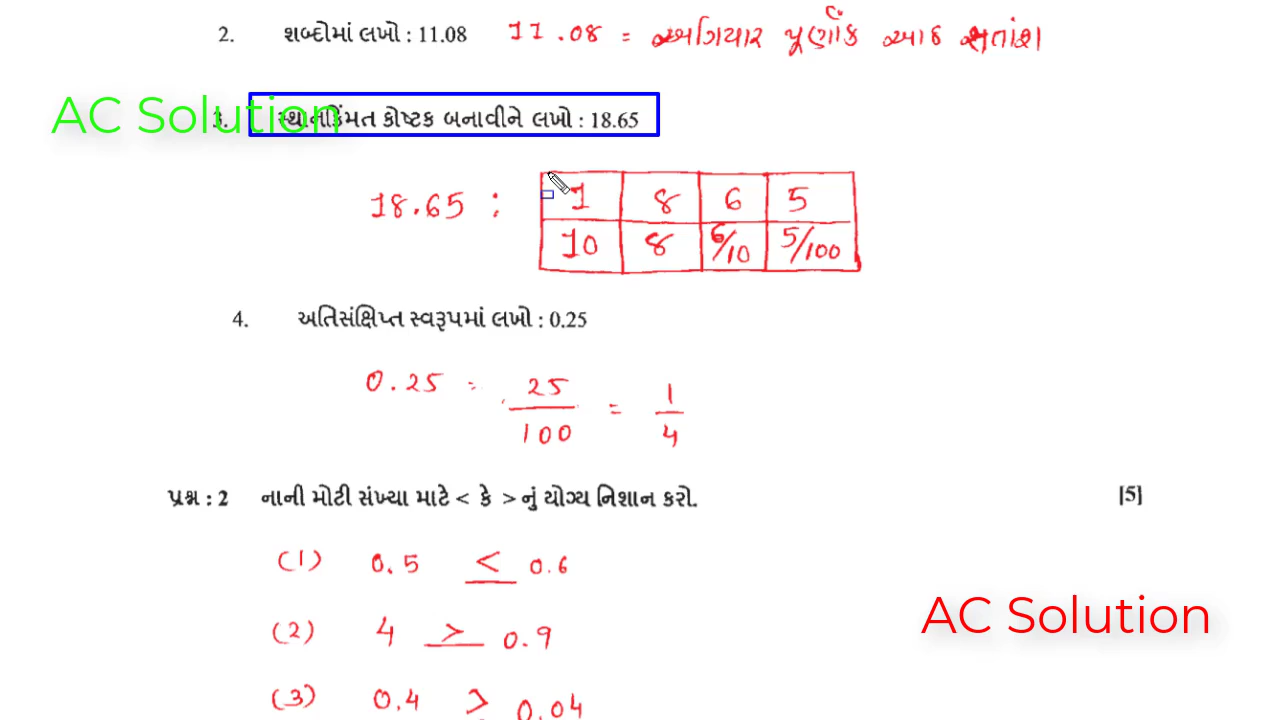 2. શબ્દોમાં લખો : 11.08 11.08 = અગિયાર પૂર્ણાંક આઠ સતાંશ
AC Solution
3. સ્થાનકિંમત કોષ્ટક બનાવીને લખો : 18.65
18.65 : 1 8 6 5
10 8 6/10 5/100
4. અતિસંક્ષિપ્ત સ્વરૂપમાં લખો : 0.25
0.25 = 25/100 = 1/4
પ્રશ્ન : 2 નાની મોટી સંખ્યા માટે < કે > નું યોગ્ય નિશાન કરો. [5]
(1) 0.5 < 0.6
AC Solution
(2) 4 > 0.9
(3) 0.4 > 0.04